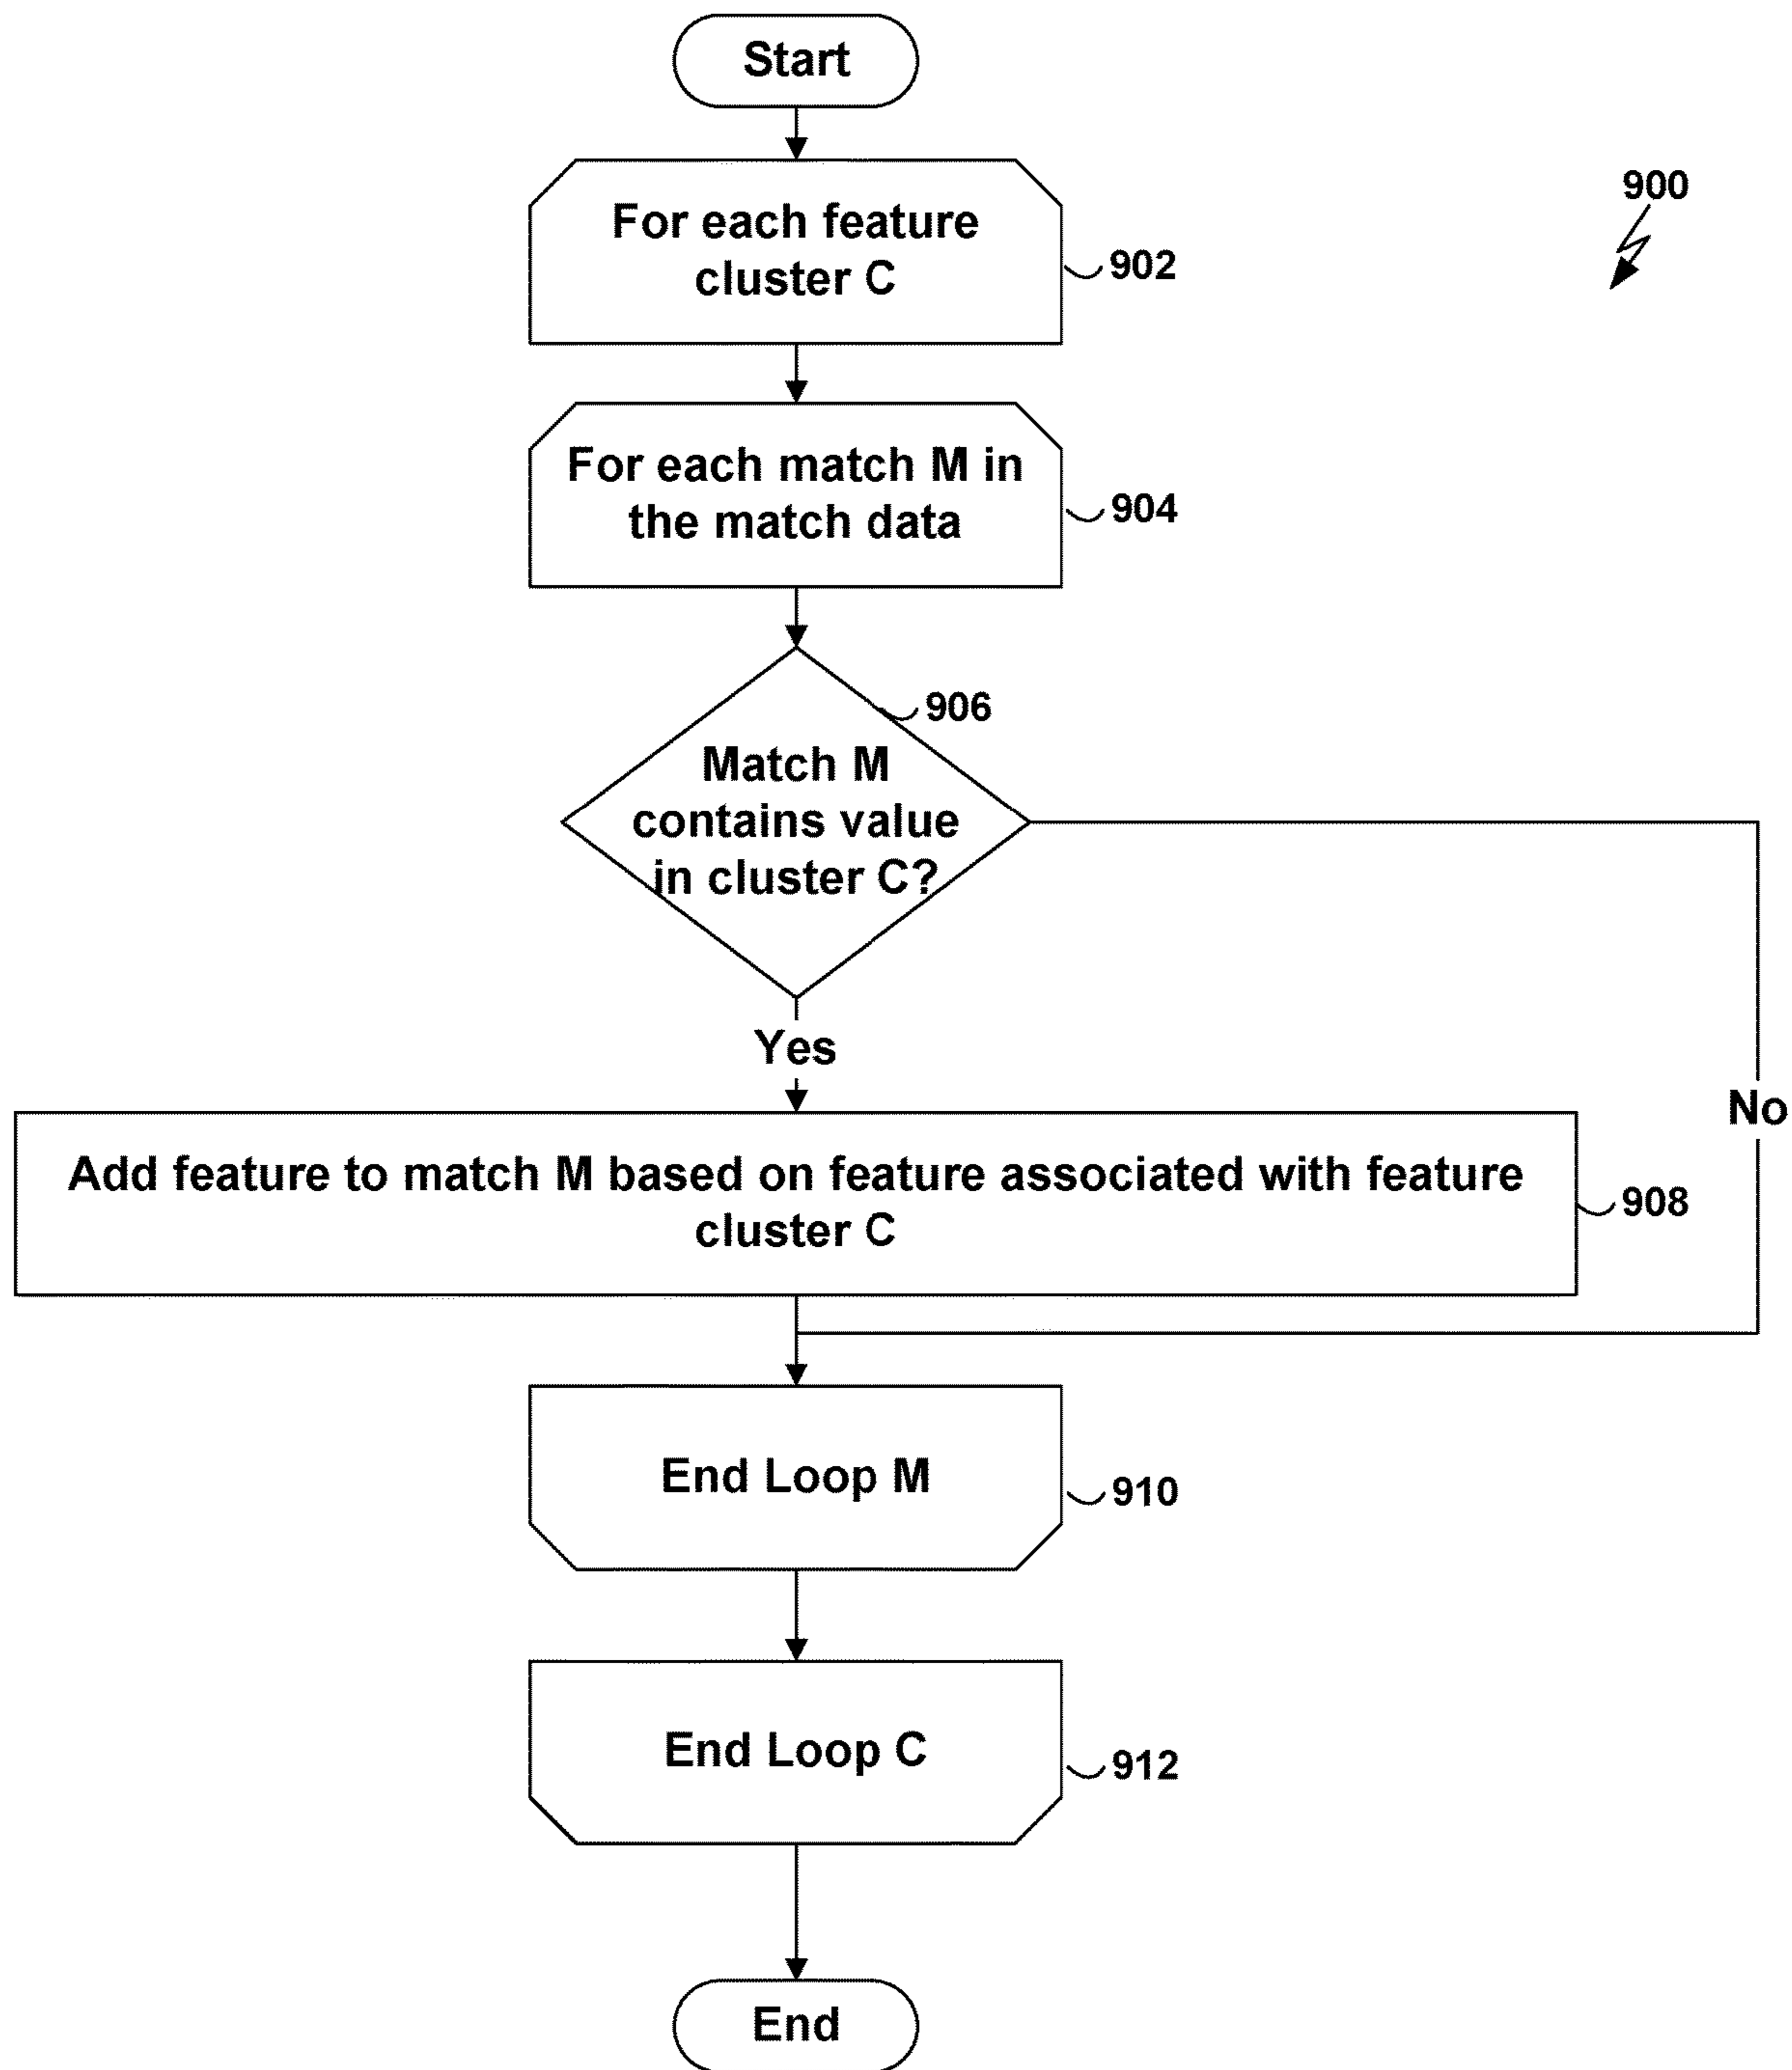 Start
900
For each feature
cluster C
902
For each match M in
the match data
904
906
Match M
contains value
in cluster C?
Yes
No
Add feature to match M based on feature associated with feature
cluster C
908
End Loop M
910
End Loop C
912
End